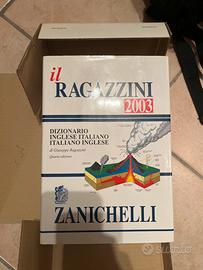 il
RAGAZZINI
2003
DIZIONARIO
INGLESE ITALIANO
ITALIANO INGLESE
di Giuseppe Ragazzini
Quarta edizione
ZANICHELLI
subito